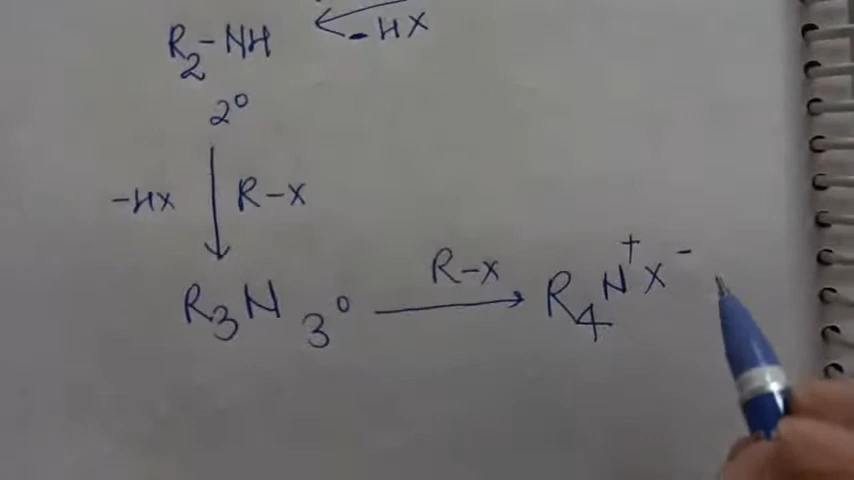 -HX
R₂-NH
2°
-HX R-X
R-X
R₃N 3° R₄N⁺X⁻